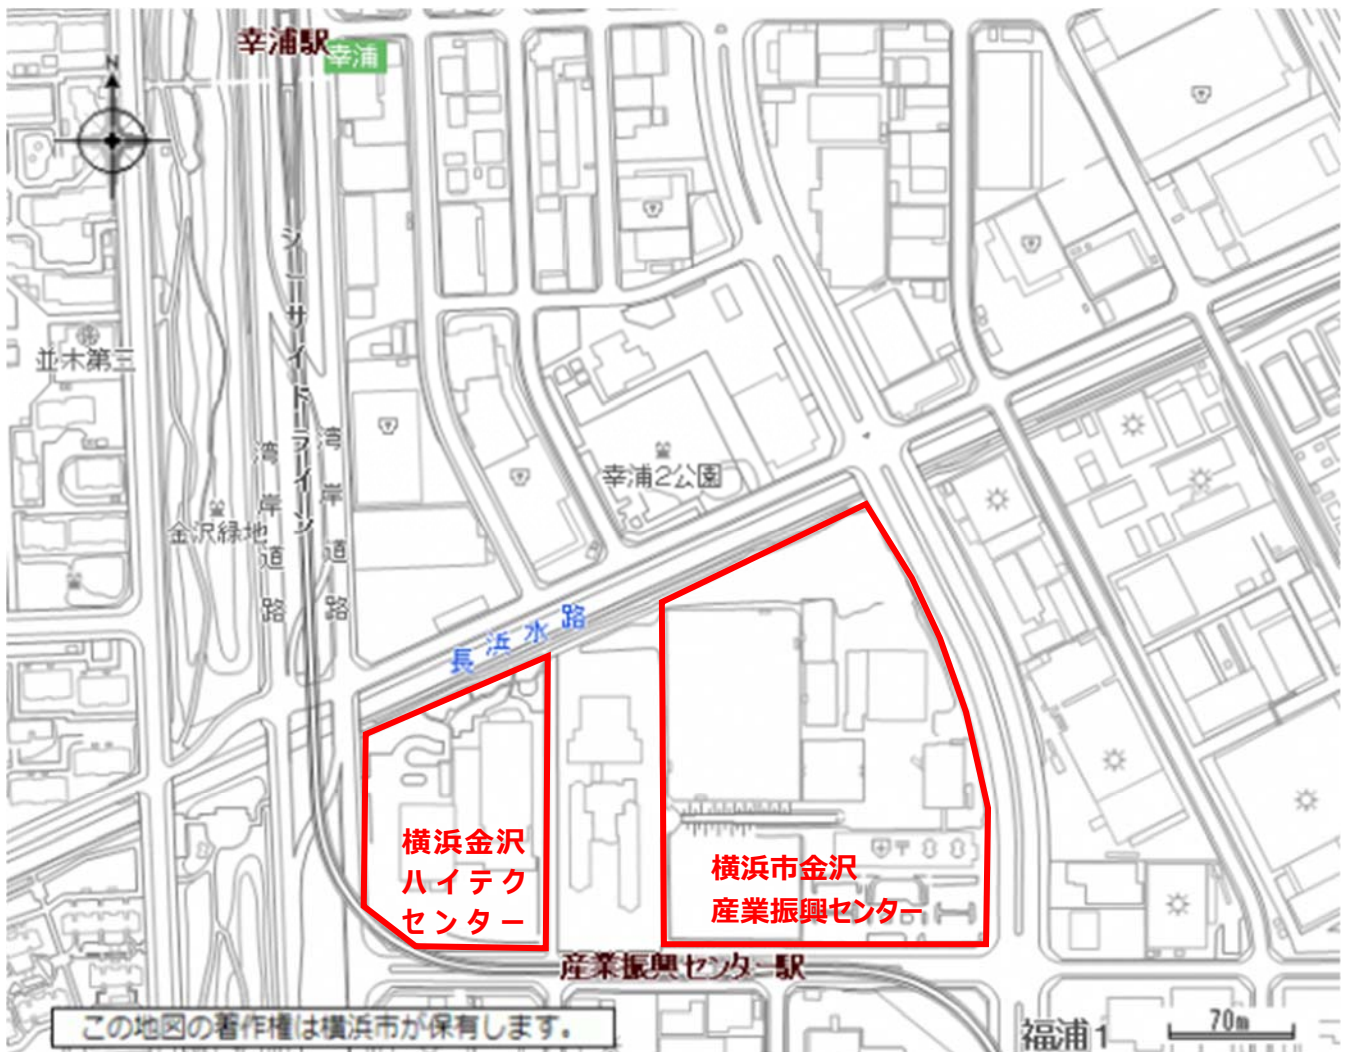 幸浦駅
幸浦
N
シーサイドライン
並木第三
湾岸道路
湾岸道路
金沢緑地
幸浦2公園
長浜水路
横浜金沢
ハイテク
センター
横浜市金沢
産業振興センター
産業振興センター駅
この地図の著作権は横浜市が保有します。
福浦1
70m